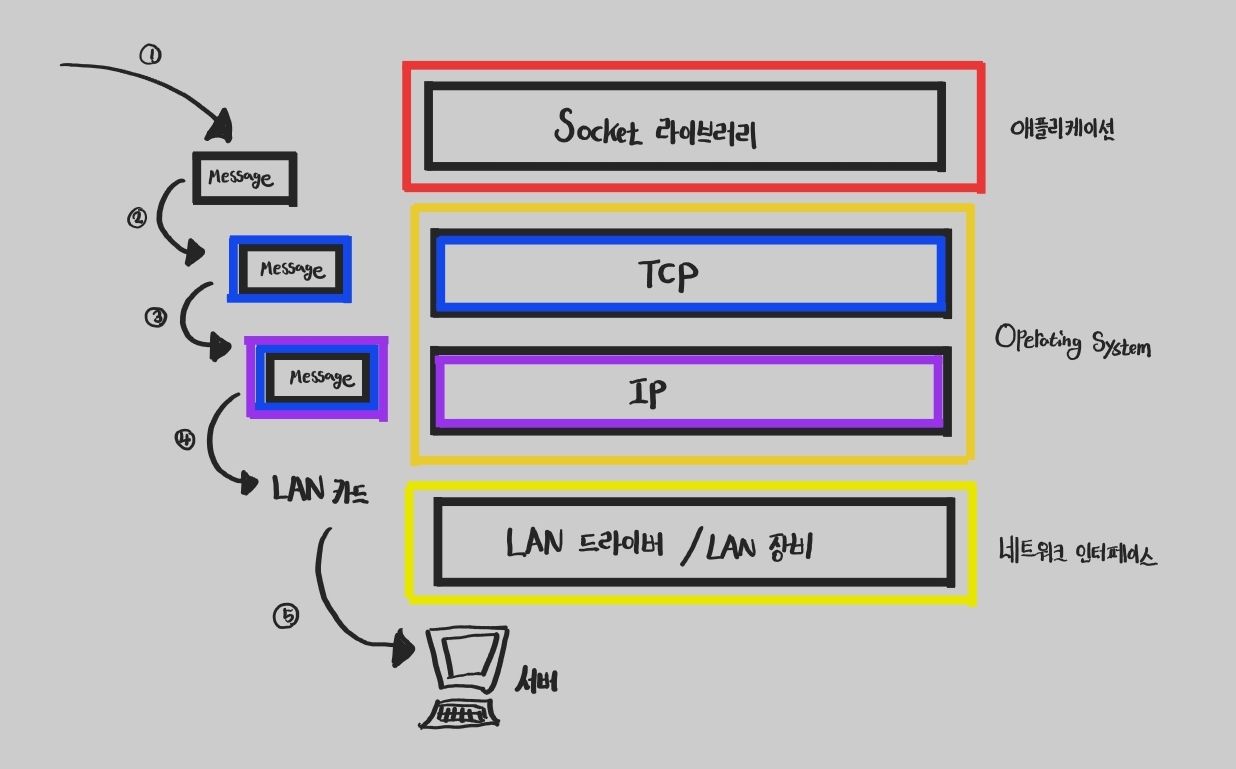 ①
Socket 라이브러리
애플리케이션
Message
②
Message
TCP
③
Operating System
Message
IP
④
LAN 카드
LAN 드라이버 / LAN 장비
네트워크 인터페이스
⑤
서버